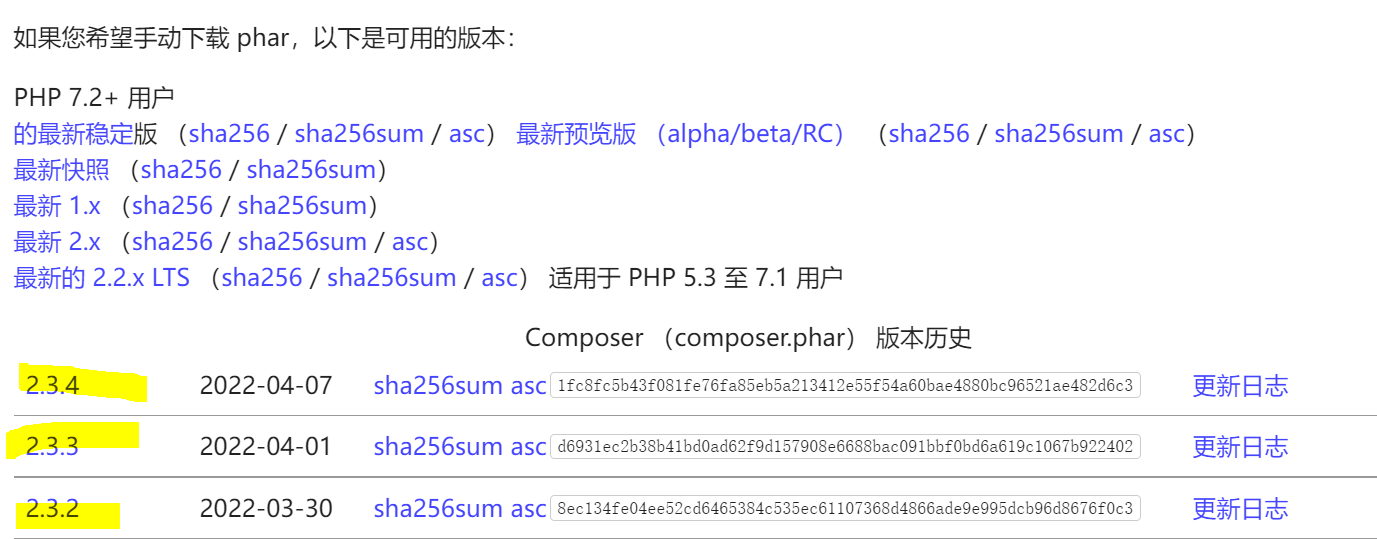 如果您希望手动下载 phar，以下是可用的版本：
PHP 7.2+ 用户
的最新稳定版 （sha256 / sha256sum / asc） 最新预览版 （alpha/beta/RC） （sha256 / sha256sum / asc）
最新快照 （sha256 / sha256sum）
最新 1.x （sha256 / sha256sum）
最新 2.x （sha256 / sha256sum / asc）
最新的 2.2.x LTS （sha256 / sha256sum / asc） 适用于 PHP 5.3 至 7.1 用户
Composer （composer.phar） 版本历史
2.3.4 2022-04-07 sha256sum asc 1fc8fc5b43f081fe76fa85eb5a213412e55f54a60bae4880bc96521ae482d6c3 更新日志
2.3.3 2022-04-01 sha256sum asc d6931ec2b38b41bd0ad62f9d157908e6688bac091bbf0bd6a619c1067b922402 更新日志
2.3.2 2022-03-30 sha256sum asc 8ec134fe04ee52cd6465384c535ec61107368d4866ade9e995dcb96d8676f0c3 更新日志